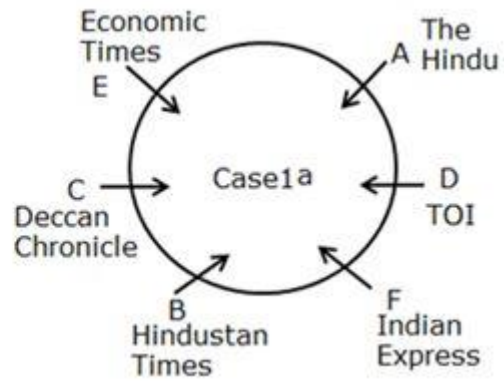 Economic
Times
E
A
The
Hindu
Case1a
C
Deccan
Chronicle
D
TOI
B
Hindustan
Times
F
Indian
Express